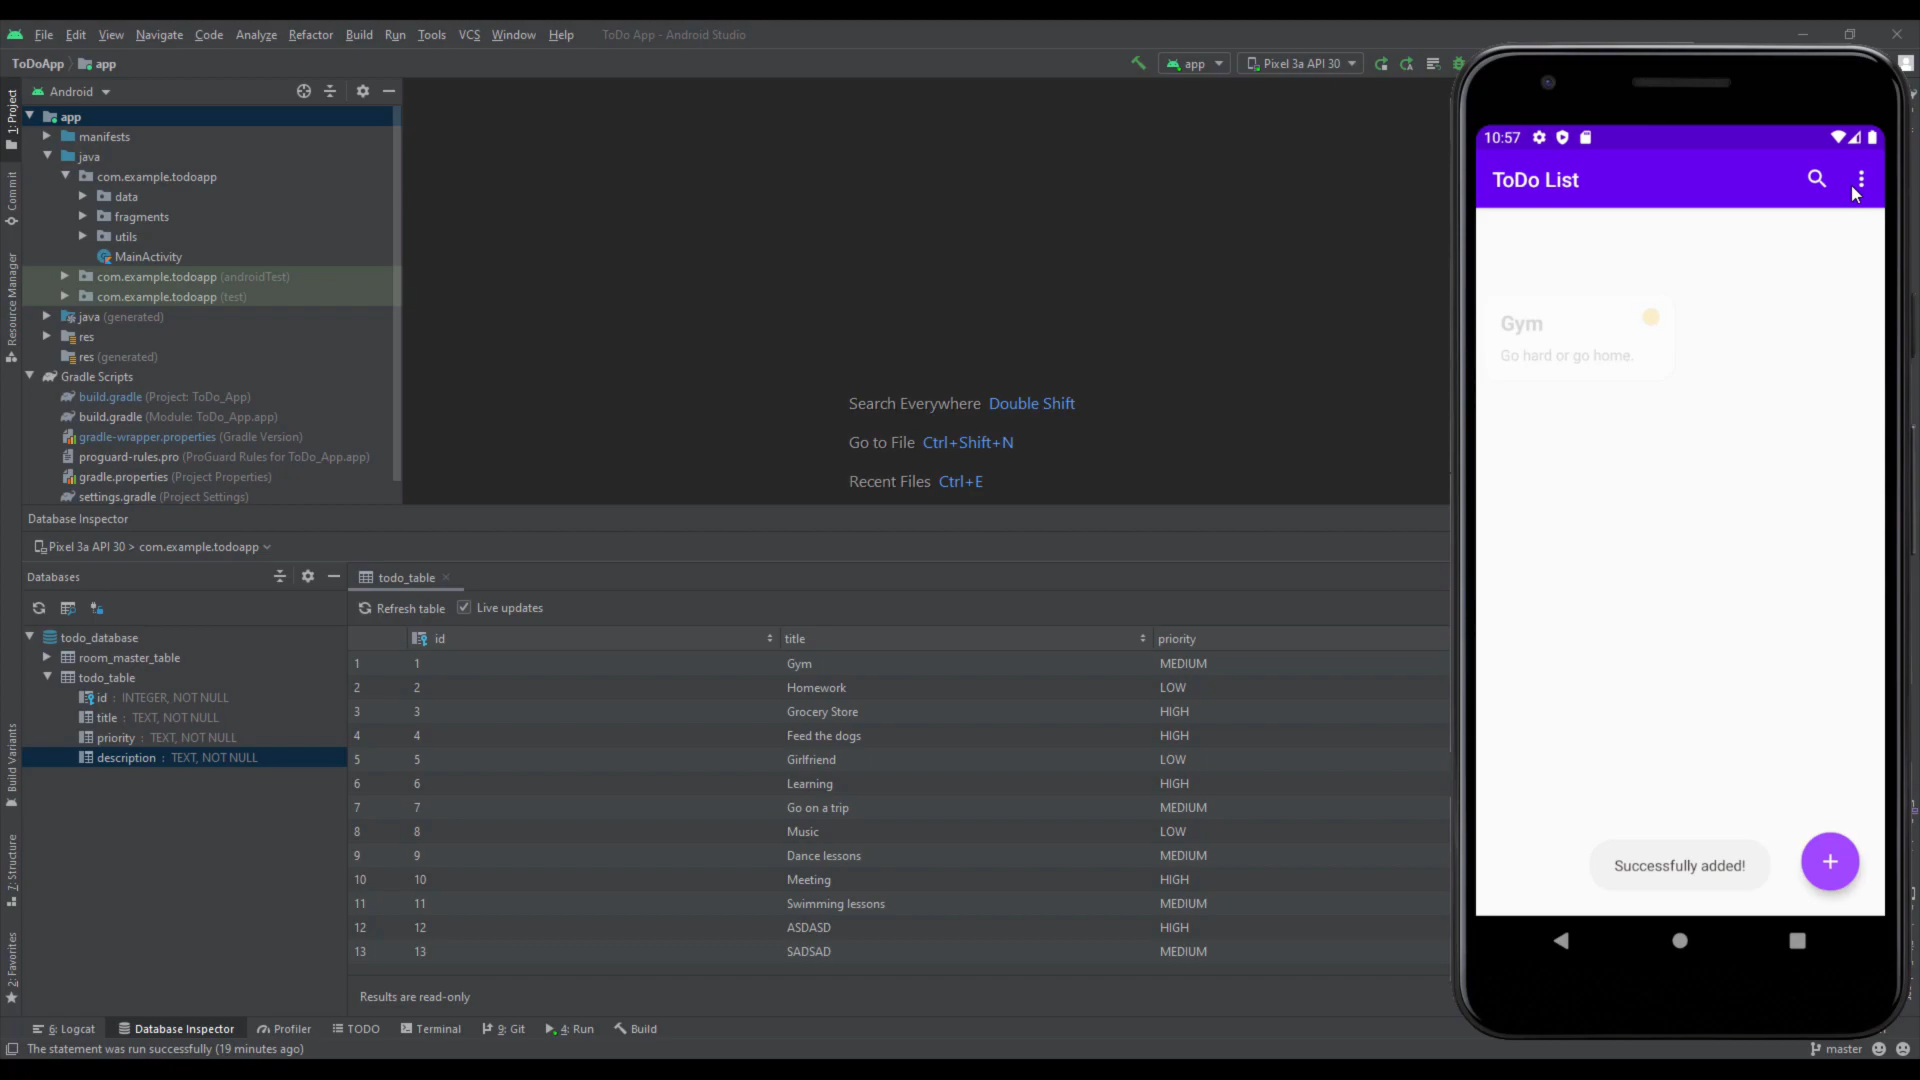 File Edit View Navigate Code Analyze Refactor Build Run Tools VCS Window Help ToDo App - Android Studio
ToDoApp app
app Pixel 3a API 30
1: Project
Commit
Resource Manager
Build Variants
7: Structure
2: Favorites
Android
app
manifests
java
com.example.todoapp
data
fragments
utils
MainActivity
com.example.todoapp (androidTest)
com.example.todoapp (test)
java (generated)
res
res (generated)
Gradle Scripts
build.gradle (Project: ToDo_App)
build.gradle (Module: ToDo_App.app)
gradle-wrapper.properties (Gradle Version)
proguard-rules.pro (ProGuard Rules for ToDo_App.app)
gradle.properties (Project Properties)
settings.gradle (Project Settings)
Search Everywhere Double Shift
Go to File Ctrl+Shift+N
Recent Files Ctrl+E
Database Inspector
Pixel 3a API 30 > com.example.todoapp
Databases
todo_database
room_master_table
todo_table
id : INTEGER, NOT NULL
title : TEXT, NOT NULL
priority : TEXT, NOT NULL
description : TEXT, NOT NULL
todo_table
Refresh table Live updates
id title priority
1 1 Gym MEDIUM
2 2 Homework LOW
3 3 Grocery Store HIGH
4 4 Feed the dogs HIGH
5 5 Girlfriend LOW
6 6 Learning HIGH
7 7 Go on a trip MEDIUM
8 8 Music LOW
9 9 Dance lessons MEDIUM
10 10 Meeting HIGH
11 11 Swimming lessons MEDIUM
12 12 ASDASD HIGH
13 13 SADSAD MEDIUM
Results are read-only
6: Logcat Database Inspector Profiler TODO Terminal 9: Git 4: Run Build
The statement was run successfully (19 minutes ago)
master
10:57
ToDo List
Gym
Go hard or go home.
Successfully added!